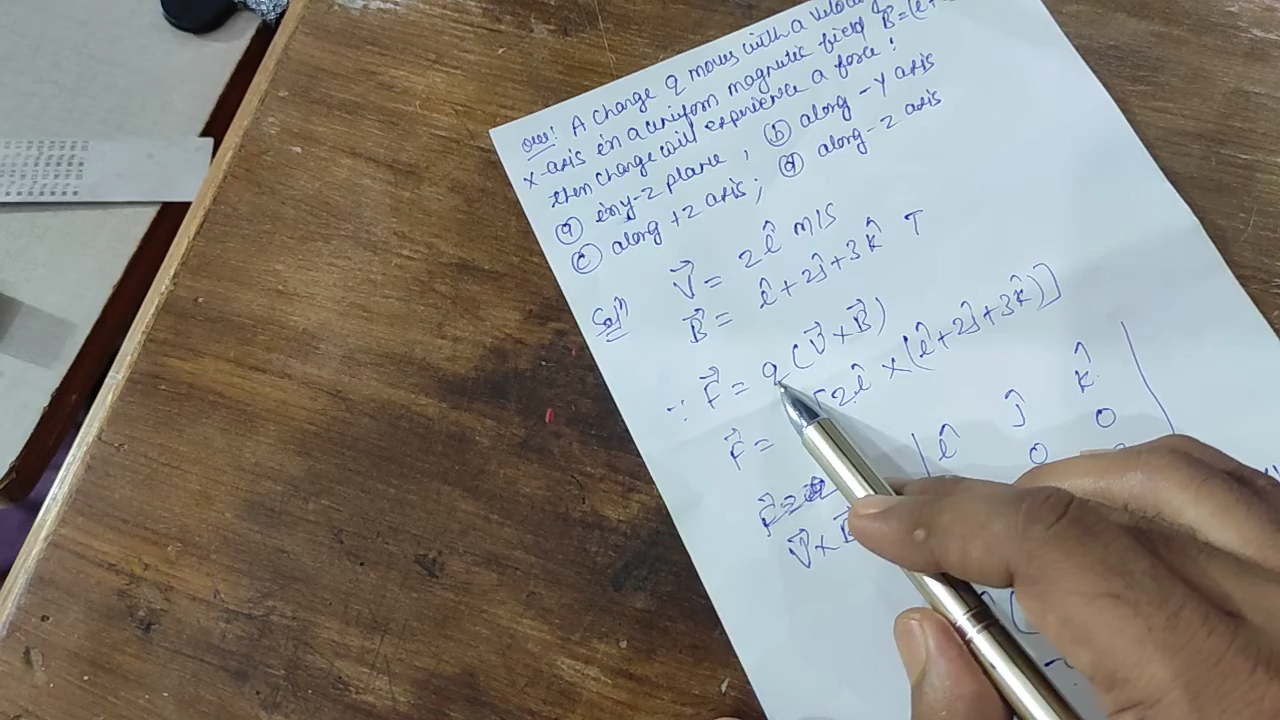 Ques! A charge q moves with a velocity
X-axis in a uniform magnetic field B⃗=(î+
then charge will experience a force!
ⓐ in y-z plane , ⓑ along -Y axis
ⓒ along +z axis ; ⓓ along -z axis
Solⁿ V⃗ = 2î M/S
B⃗ = î+2ĵ+3k̂ T
∵ F⃗ = q(V⃗×B⃗)
F⃗ = [2î×(î+2ĵ+3k̂)]
î ĵ k̂
0 0
F⃗=
V⃗×B⃗